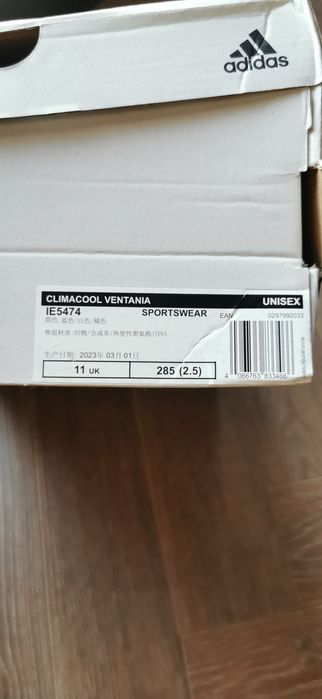 adidas
CLIMACOOL VENTANIA UNISEX
IE5474 SPORTSWEAR EAN 0297992033
颜色:蓝色/白色/橘色
帮面材质:织物/合成革/热塑性聚氨酯(TPU)
生产日期: 2023年 03月 01日
11 UK 285 (2.5)
4 066763 833466